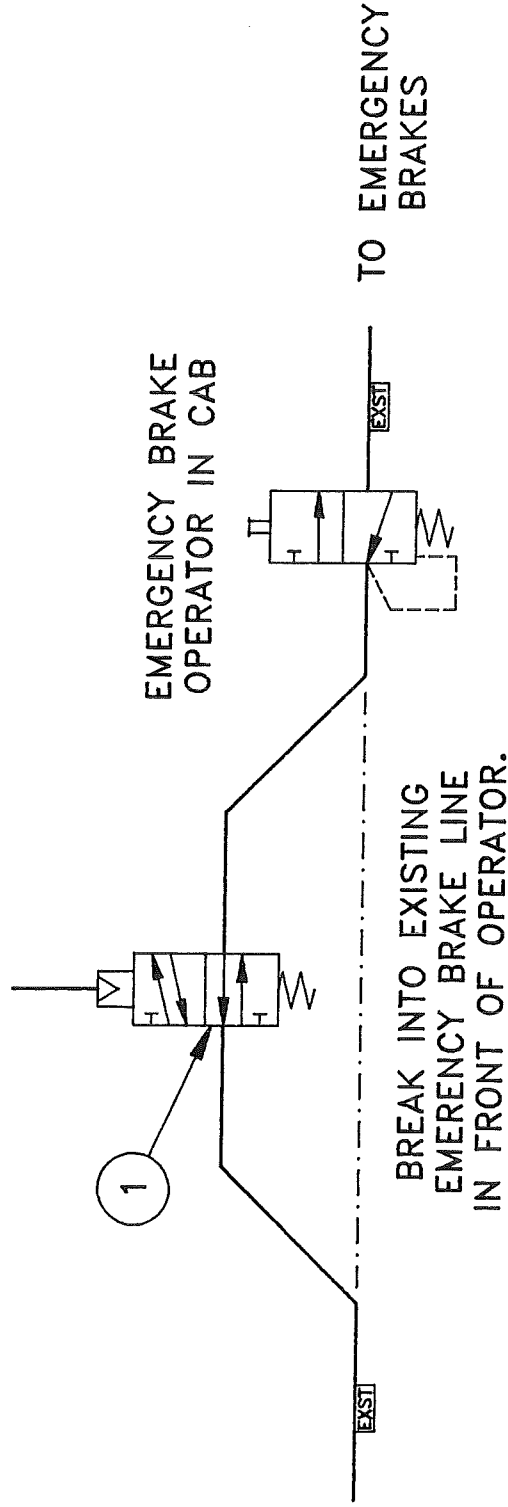 EXST
1
BREAK INTO EXISTING
EMERENCY BRAKE LINE
IN FRONT OF OPERATOR.
EMERGENCY BRAKE
OPERATOR IN CAB
EXST
TO EMERGENCY
BRAKES